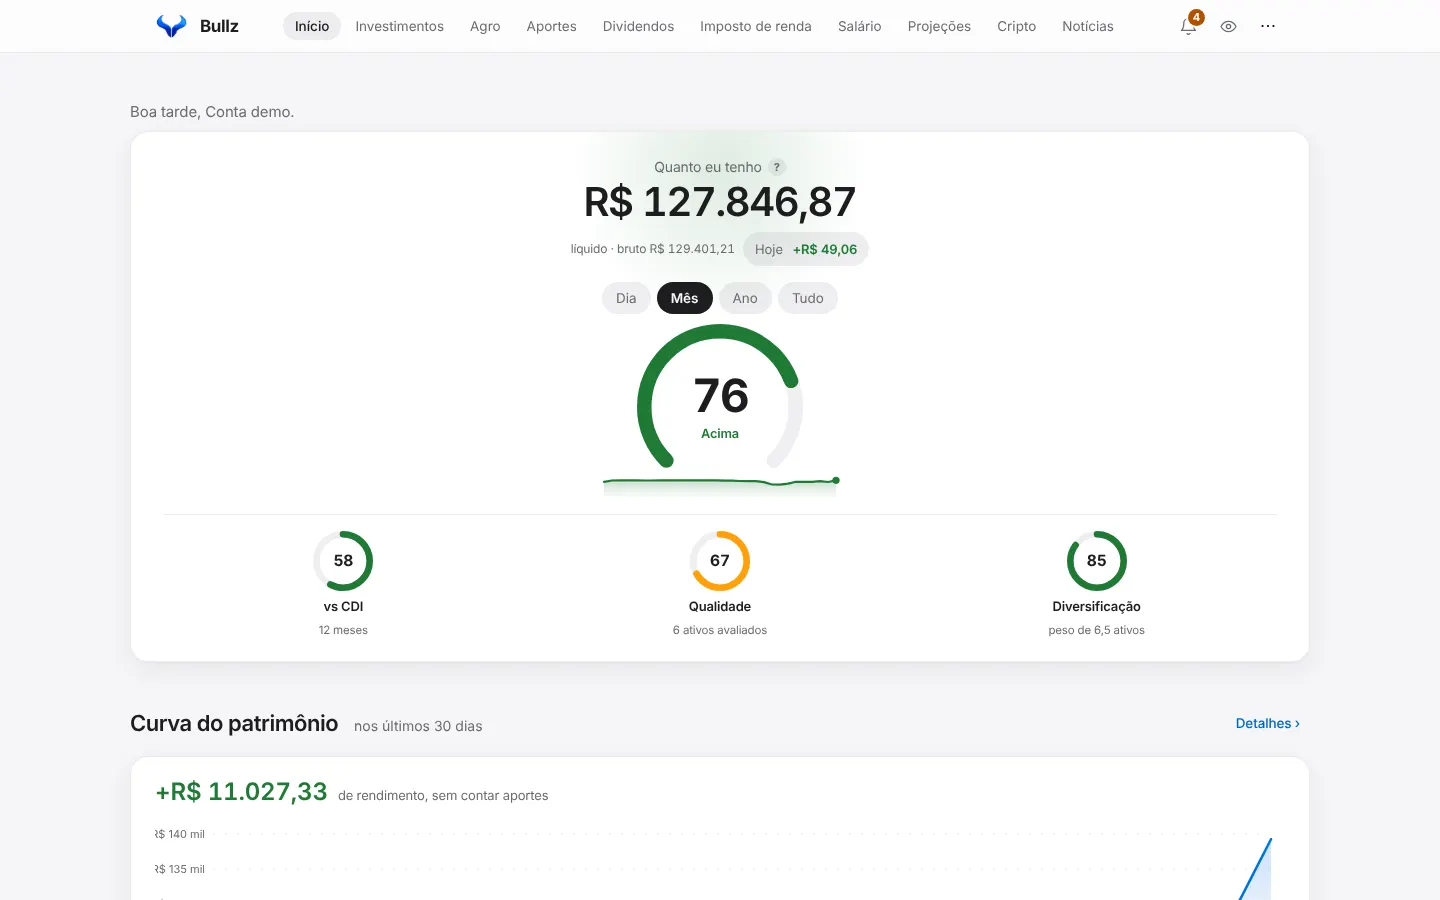 Bullz
Início Investimentos Agro Aportes Dividendos Imposto de renda Salário Projeções Cripto Notícias
4
Boa tarde, Conta demo.
Quanto eu tenho ?
R$ 127.846,87
líquido · bruto R$ 129.401,21 Hoje +R$ 49,06
Dia Mês Ano Tudo
76
Acima
58 67 85
vs CDI Qualidade Diversificação
12 meses 6 ativos avaliados peso de 6,5 ativos
Curva do patrimônio nos últimos 30 dias Detalhes ›
+R$ 11.027,33 de rendimento, sem contar aportes
R$ 140 mil
R$ 135 mil